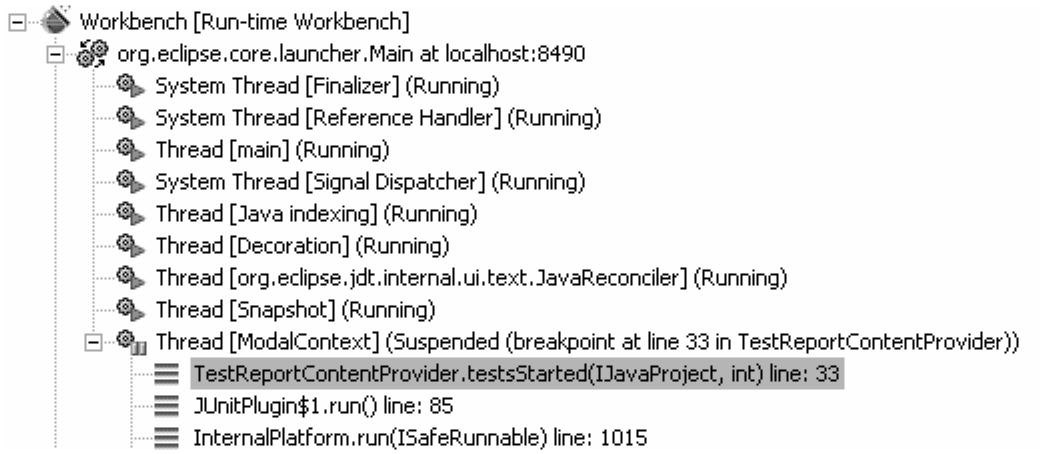 Workbench [Run-time Workbench]
org.eclipse.core.launcher.Main at localhost:8490
System Thread [Finalizer] (Running)
System Thread [Reference Handler] (Running)
Thread [main] (Running)
System Thread [Signal Dispatcher] (Running)
Thread [Java indexing] (Running)
Thread [Decoration] (Running)
Thread [org.eclipse.jdt.internal.ui.text.JavaReconciler] (Running)
Thread [Snapshot] (Running)
Thread [ModalContext] (Suspended (breakpoint at line 33 in TestReportContentProvider))
TestReportContentProvider.testsStarted(IJavaProject, int) line: 33
JUnitPlugin$1.run() line: 85
InternalPlatform.run(ISafeRunnable) line: 1015